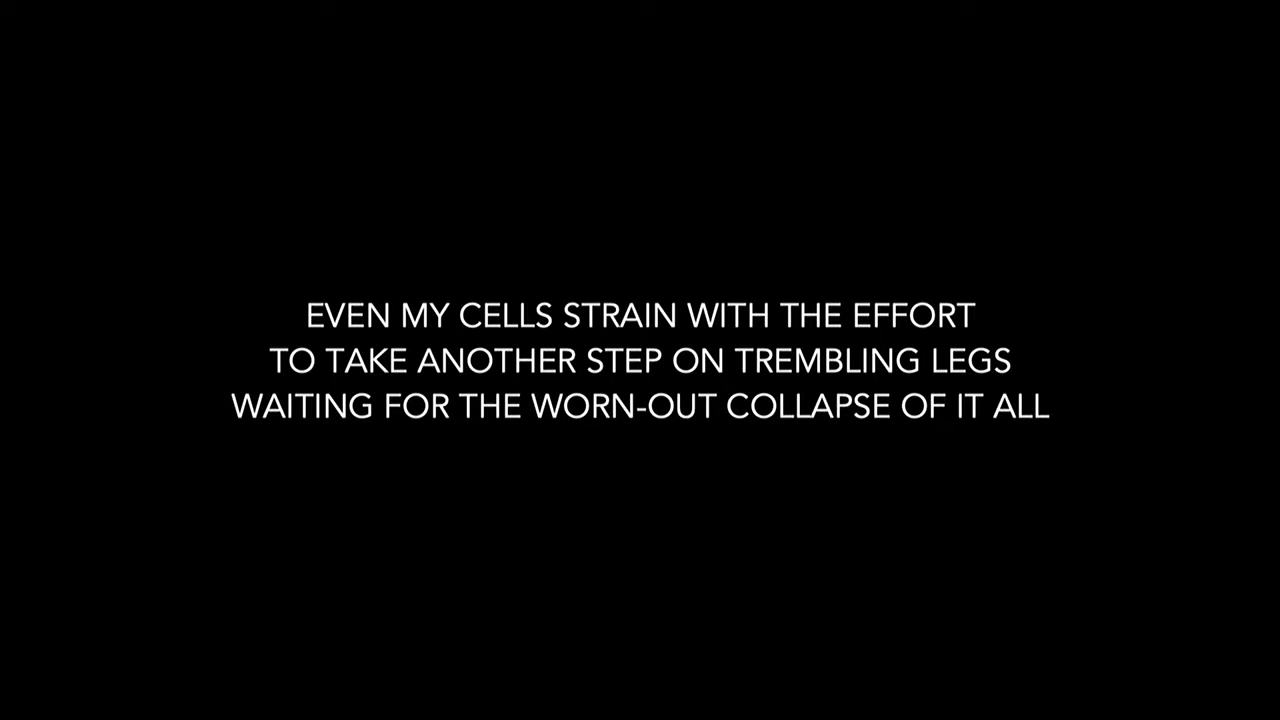 EVEN MY CELLS STRAIN WITH THE EFFORT
TO TAKE ANOTHER STEP ON TREMBLING LEGS
WAITING FOR THE WORN-OUT COLLAPSE OF IT ALL